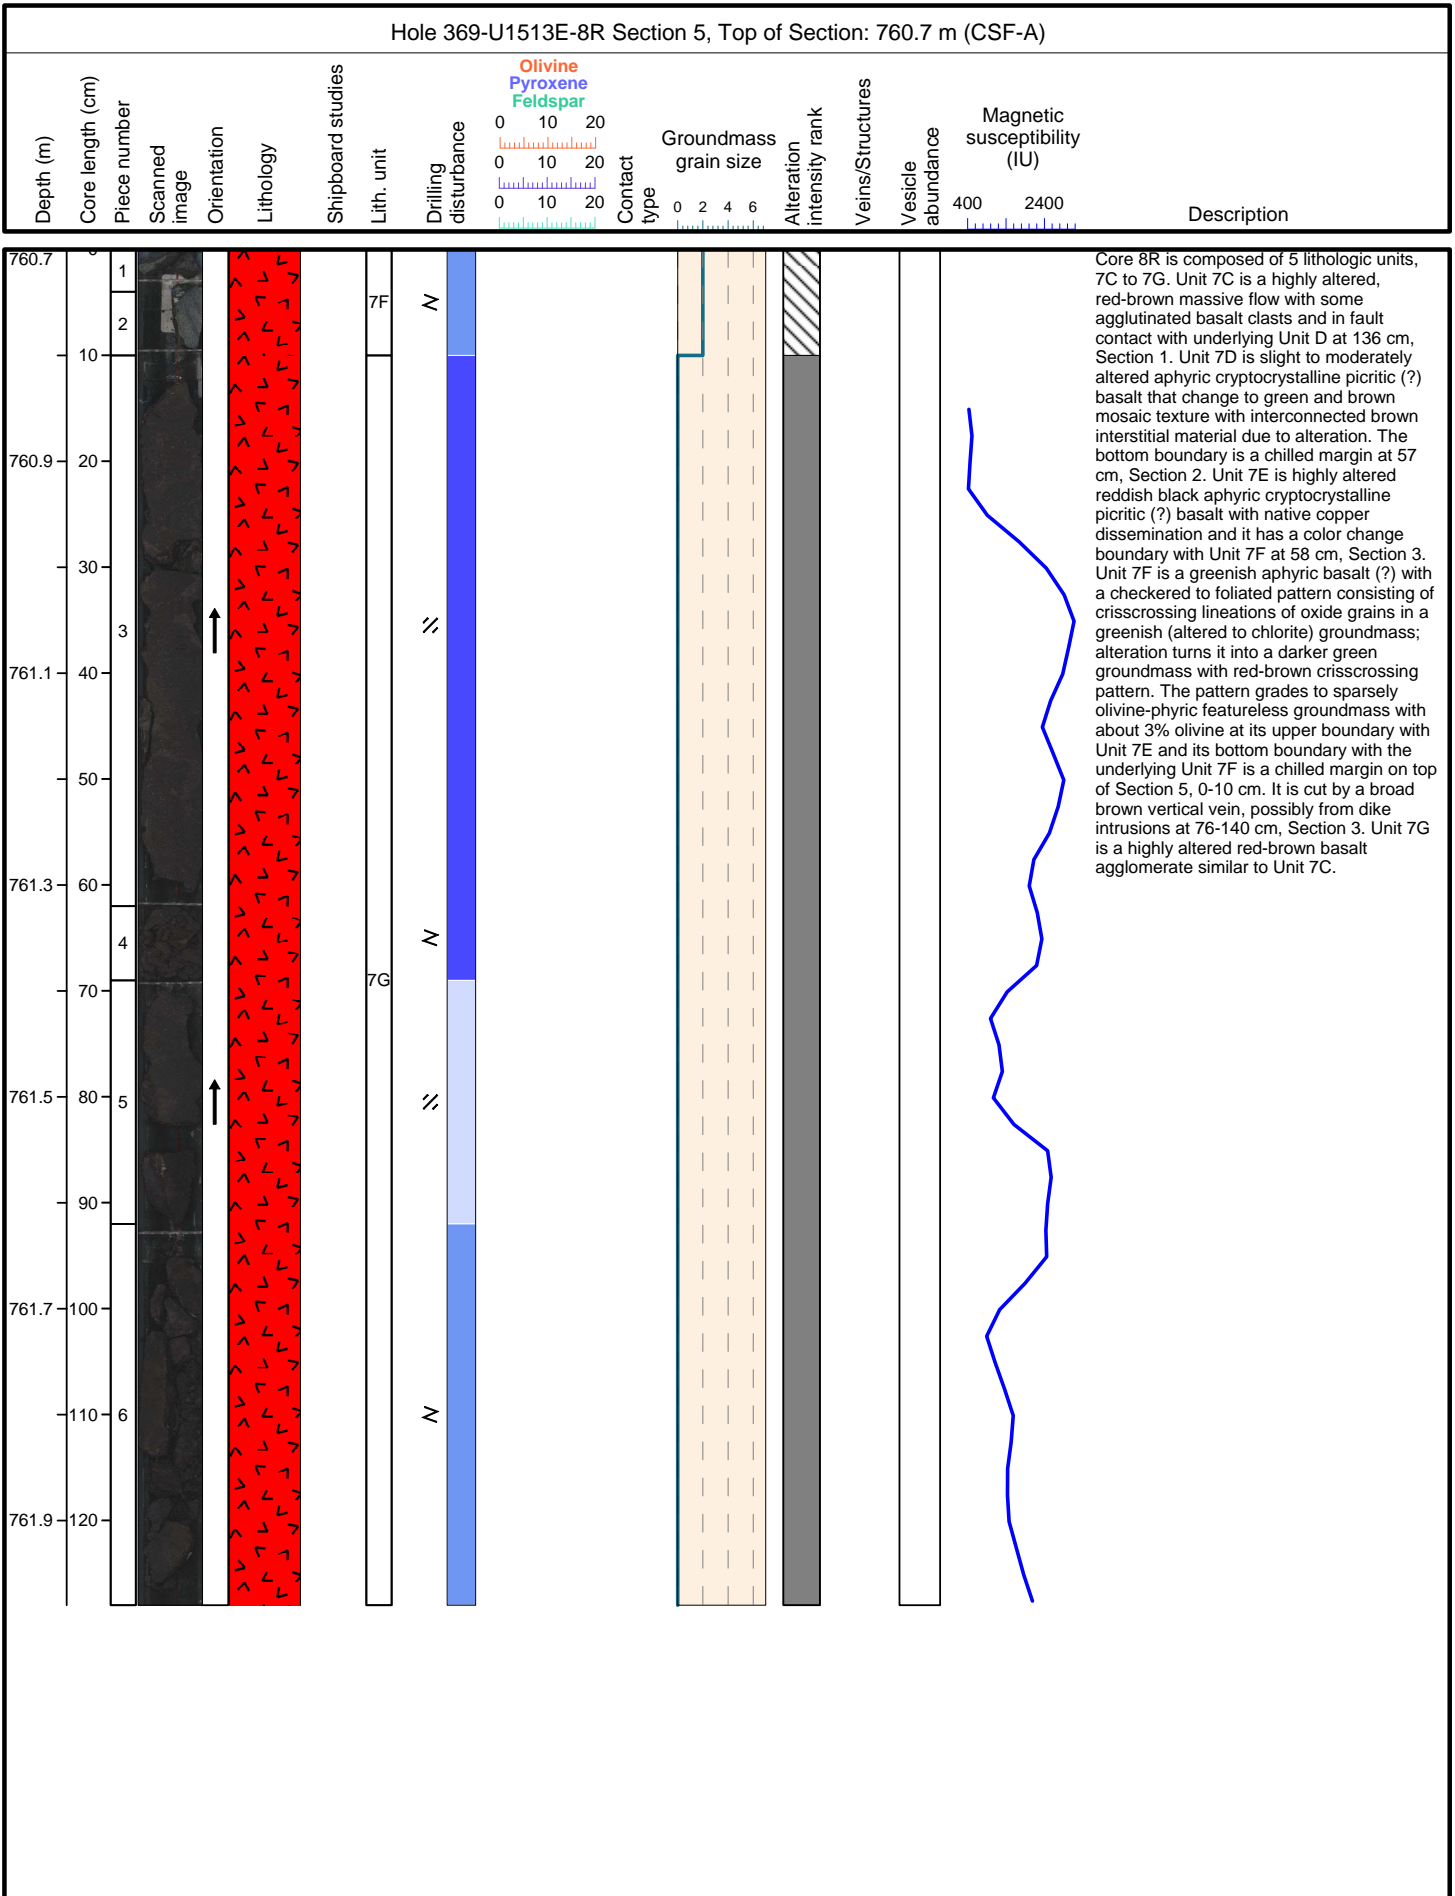 Hole 369-U1513E-8R Section 5, Top of Section: 760.7 m (CSF-A)
Depth (m)
Core length (cm)
Piece number
Scanned
image
Orientation
Lithology
Shipboard studies
Lith. unit
Drilling
disturbance
Olivine
Pyroxene
Feldspar
0 10 20
0 10 20
0 10 20
Contact
type
Groundmass
grain size
0 2 4 6
Alteration
intensity rank
Veins/Structures
Vesicle
abundance
Magnetic
susceptibility
(IU)
400 2400
Description
760.7
760.9
761.1
761.3
761.5
761.7
761.9
0
10
20
30
40
50
60
70
80
90
100
110
120
1
2
3
4
5
6
7F
7G
Core 8R is composed of 5 lithologic units,
7C to 7G. Unit 7C is a highly altered,
red-brown massive flow with some
agglutinated basalt clasts and in fault
contact with underlying Unit D at 136 cm,
Section 1. Unit 7D is slight to moderately
altered aphyric cryptocrystalline picritic (?)
basalt that change to green and brown
mosaic texture with interconnected brown
interstitial material due to alteration. The
bottom boundary is a chilled margin at 57
cm, Section 2. Unit 7E is highly altered
reddish black aphyric cryptocrystalline
picritic (?) basalt with native copper
dissemination and it has a color change
boundary with Unit 7F at 58 cm, Section 3.
Unit 7F is a greenish aphyric basalt (?) with
a checkered to foliated pattern consisting of
crisscrossing lineations of oxide grains in a
greenish (altered to chlorite) groundmass;
alteration turns it into a darker green
groundmass with red-brown crisscrossing
pattern. The pattern grades to sparsely
olivine-phyric featureless groundmass with
about 3% olivine at its upper boundary with
Unit 7E and its bottom boundary with the
underlying Unit 7F is a chilled margin on top
of Section 5, 0-10 cm. It is cut by a broad
brown vertical vein, possibly from dike
intrusions at 76-140 cm, Section 3. Unit 7G
is a highly altered red-brown basalt
agglomerate similar to Unit 7C.